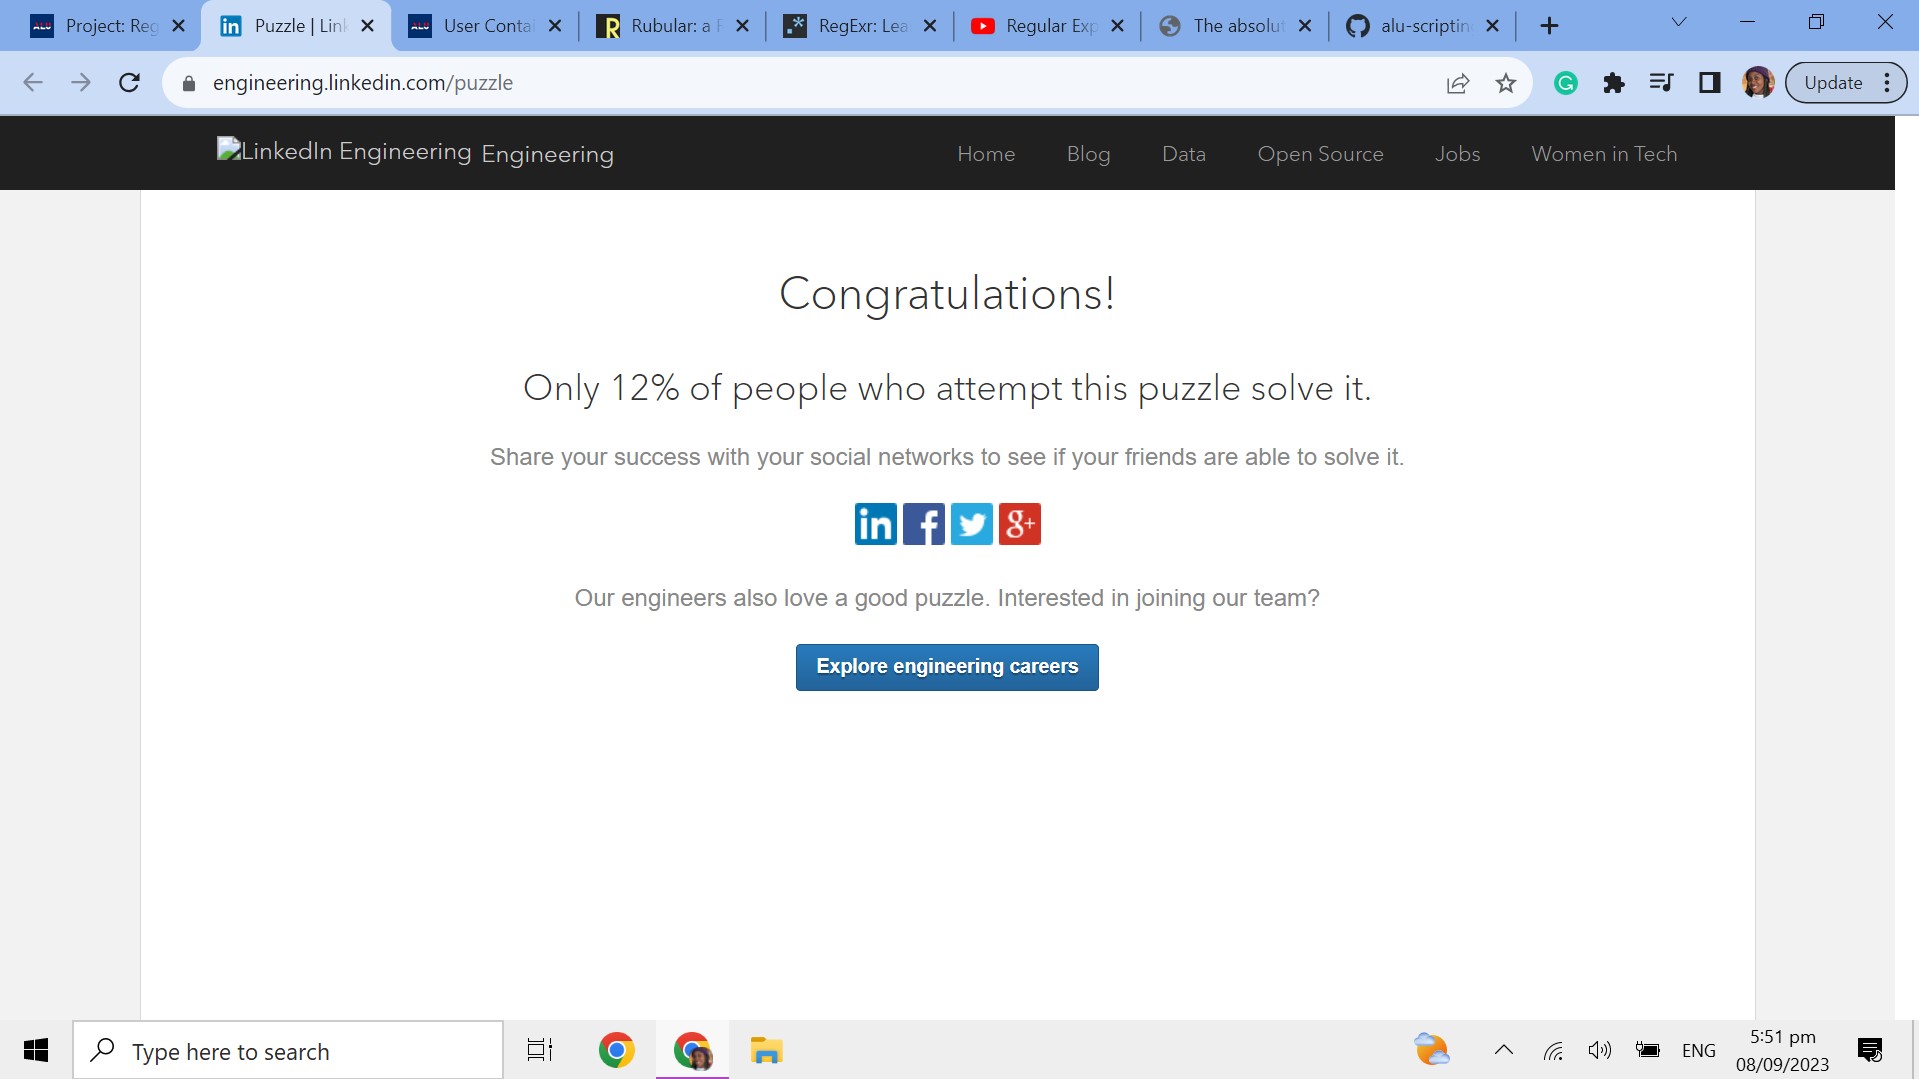 Project: Reg
Puzzle | Link
User Contai
Rubular: a R
RegExr: Lea
Regular Exp
The absolut
alu-scripting
engineering.linkedin.com/puzzle
Update
LinkedIn Engineering Engineering
Home
Blog
Data
Open Source
Jobs
Women in Tech
Congratulations!
Only 12% of people who attempt this puzzle solve it.
Share your success with your social networks to see if your friends are able to solve it.
in f g+
Our engineers also love a good puzzle. Interested in joining our team?
Explore engineering careers
Type here to search
ENG
5:51 pm
08/09/2023